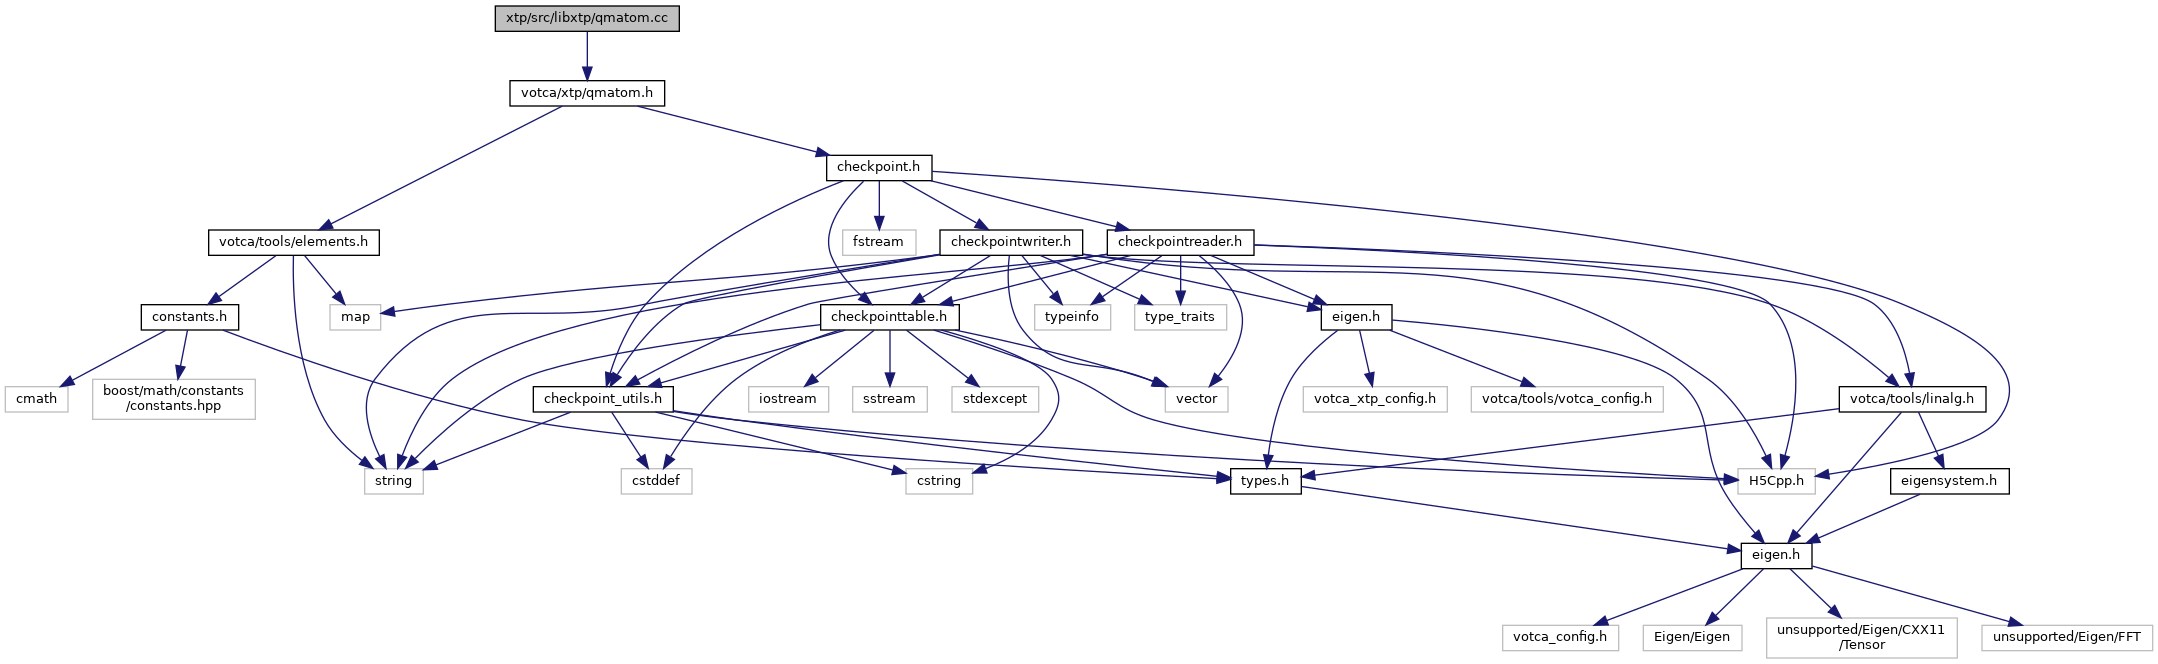 xtp/src/libxtp/qmatom.cc
votca/xtp/qmatom.h
checkpoint.h
votca/tools/elements.h
fstream
checkpointwriter.h
checkpointreader.h
constants.h
map
checkpointtable.h
typeinfo
type_traits
eigen.h
cmath
boost/math/constants
/constants.hpp
checkpoint_utils.h
iostream
sstream
stdexcept
vector
votca_xtp_config.h
votca/tools/votca_config.h
votca/tools/linalg.h
string
cstddef
cstring
types.h
H5Cpp.h
eigensystem.h
eigen.h
votca_config.h
Eigen/Eigen
unsupported/Eigen/CXX11
/Tensor
unsupported/Eigen/FFT